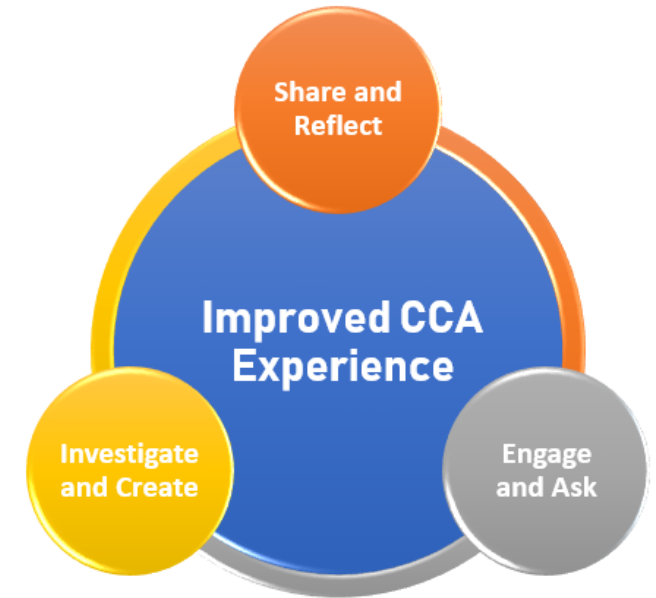 Share and
Reflect
Improved CCA
Experience
Investigate
and Create
Engage
and Ask